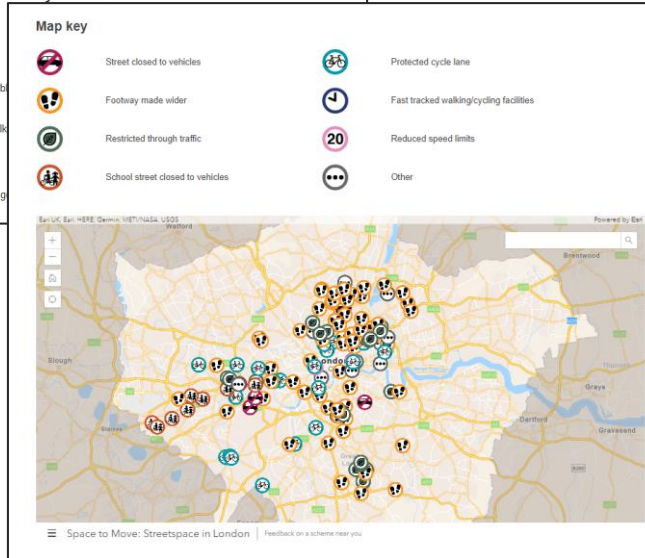 Map key
Street closed to vehicles
Protected cycle lane
Footway made wider
Fast tracked walking/cycling facilities
Restricted through traffic
20
Reduced speed limits
School street closed to vehicles
Other
Esri UK, Esri, HERE, Garmin, METI/NASA, USGS
Powered by Esri
Watford
Brentwood
Slough
London
Thurrock
Grays
Staines
Dartford
Gravesend
Space to Move: Streetspace in London
Feedback on a scheme near you